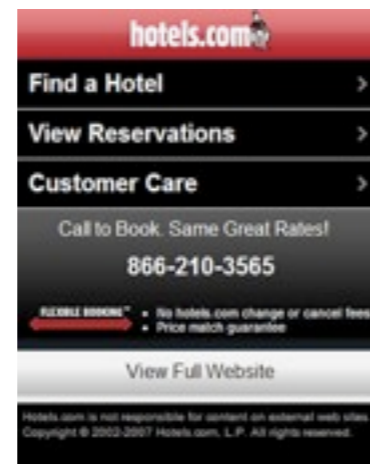 hotels.com
Find a Hotel
View Reservations
Customer Care
Call to Book. Same Great Rates!
866-210-3565
FLEXIBLE BOOKING™
• No hotels.com change or cancel fees
• Price match guarantee
View Full Website
Hotels.com is not responsible for content on external web sites
Copyright © 2002-2007 Hotels.com, L.P. All rights reserved.